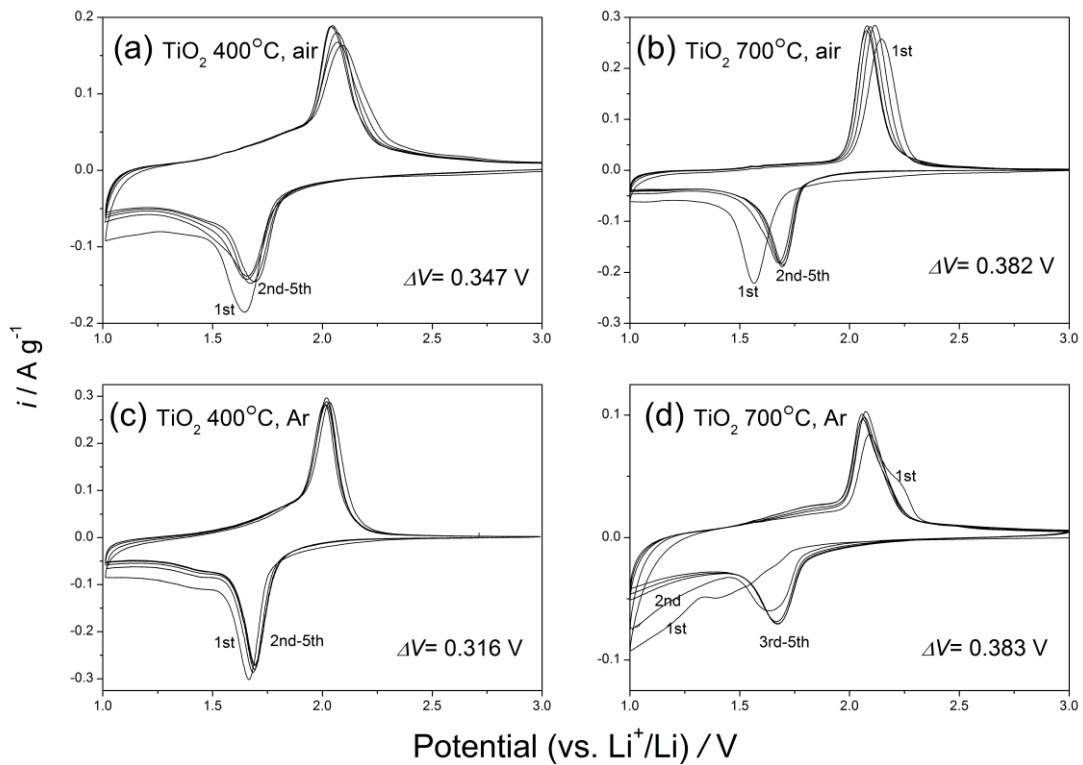 (a) TiO₂ 400°C, air
0.2
0.1
0.0
-0.1
-0.2
1st
2nd-5th
ΔV= 0.347 V
1.0 1.5 2.0 2.5 3.0
(b) TiO₂ 700°C, air
0.3
0.2
0.1
0.0
-0.1
-0.2
-0.3
1st
1st
2nd-5th
ΔV= 0.382 V
1.0 1.5 2.0 2.5 3.0
i / A g⁻¹
(c) TiO₂ 400°C, Ar
0.3
0.2
0.1
0.0
-0.1
-0.2
-0.3
1st
2nd-5th
ΔV= 0.316 V
1.0 1.5 2.0 2.5 3.0
(d) TiO₂ 700°C, Ar
0.1
0.0
-0.1
1st
2nd
1st
3rd-5th
ΔV= 0.383 V
1.0 1.5 2.0 2.5 3.0
Potential (vs. Li⁺/Li) / V